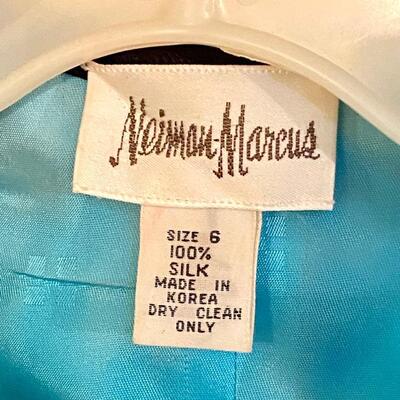 Neiman-Marcus
SIZE 6
100%
SILK
MADE IN
KOREA
DRY CLEAN
ONLY